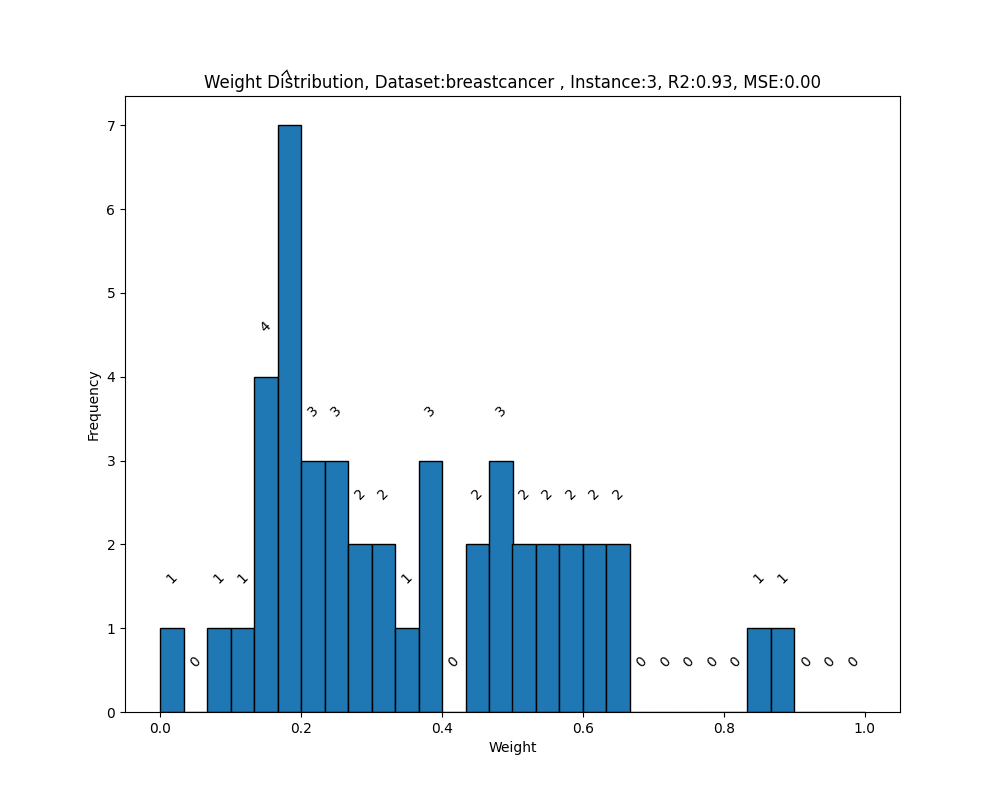 7
Weight Distribution, Dataset:breastcancer , Instance:3, R2:0.93, MSE:0.00
7
6
5
4
3
2
1
0
Frequency
1 0 1 1 4 3 3 2 2 1 3 0 2 3 2 2 2 2 2 0 0 0 0 0 1 1 0 0 0
0.0 0.2 0.4 0.6 0.8 1.0
Weight